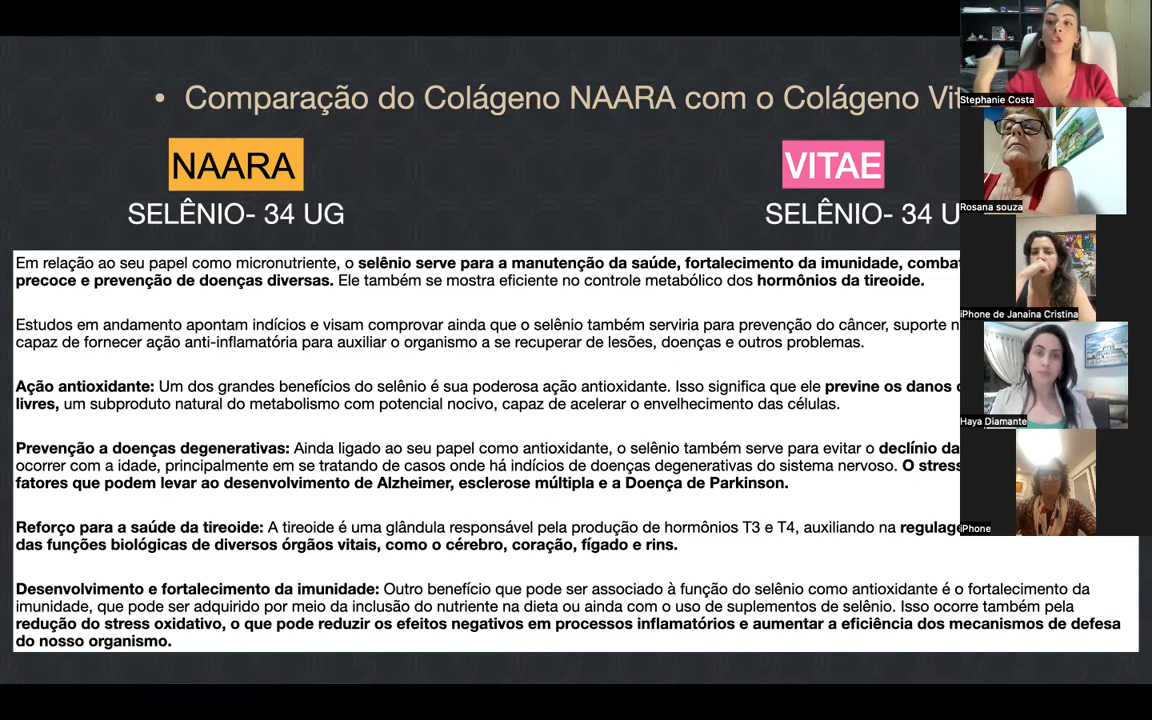 • Comparação do Colágeno NAARA com o Colágeno
NAARA
VITAE
SELÊNIO- 34 UG
SELÊNIO- 34
Em relação ao seu papel como micronutriente, o selênio serve para a manutenção da saúde, fortalecimento da imunidade,
precoce e prevenção de doenças diversas. Ele também se mostra eficiente no controle metabólico dos hormônios da tireoide.
Estudos em andamento apontam indícios e visam comprovar ainda que o selênio também serviria para prevenção do câncer, suporte
capaz de fornecer ação anti-inflamatória para auxiliar o organismo a se recuperar de lesões, doenças e outros problemas.
Ação antioxidante: Um dos grandes benefícios do selênio é sua poderosa ação antioxidante. Isso significa que ele previne os danos
livres, um subproduto natural do metabolismo com potencial nocivo, capaz de acelerar o envelhecimento das células.
Prevenção a doenças degenerativas: Ainda ligado ao seu papel como antioxidante, o selênio também serve para evitar o declínio da
ocorrer com a idade, principalmente em se tratando de casos onde há indícios de doenças degenerativas do sistema nervoso. O
fatores que podem levar ao desenvolvimento de Alzheimer, esclerose múltipla e a Doença de Parkinson.
Reforço para a saúde da tireoide: A tireoide é uma glândula responsável pela produção de hormônios T3 e T4, auxiliando na
das funções biológicas de diversos órgãos vitais, como o cérebro, coração, fígado e rins.
Desenvolvimento e fortalecimento da imunidade: Outro benefício que pode ser associado à função do selênio como antioxidante é o fortalecimento da
imunidade, que pode ser adquirido por meio da inclusão do nutriente na dieta ou ainda com o uso de suplementos de selênio. Isso ocorre também pela
redução do stress oxidativo, o que pode reduzir os efeitos negativos em processos inflamatórios e aumentar a eficiência dos mecanismos de defesa
do nosso organismo.
Stephanie Costa
Rosana souza
iPhone de Janaina Cristina
Haya Diamante
iPhone